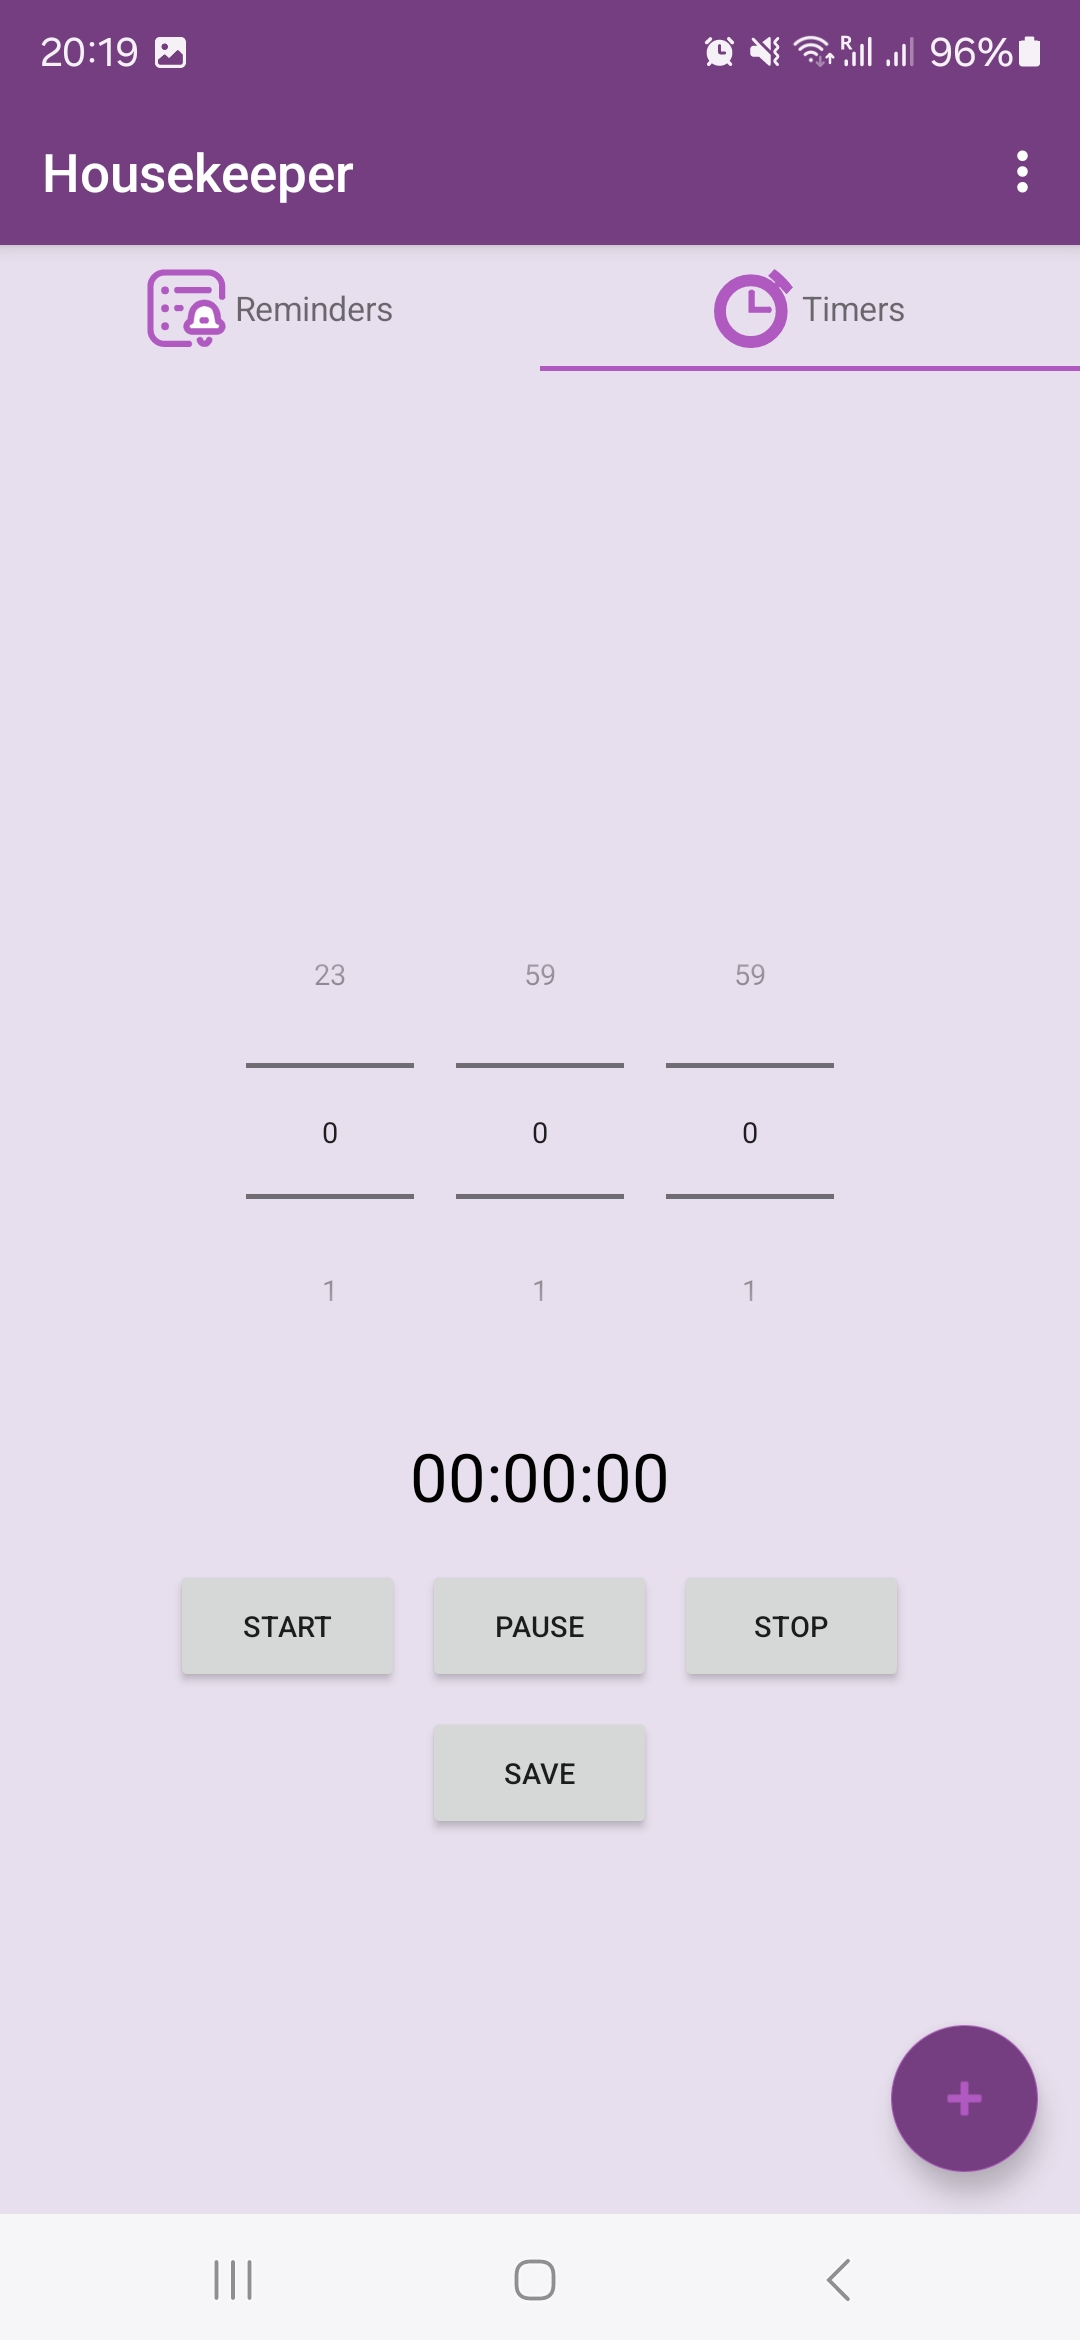 20:19 R 96%
Housekeeper
Reminders Timers
23 59 59
0 0 0
1 1 1
00:00:00
START PAUSE STOP
SAVE